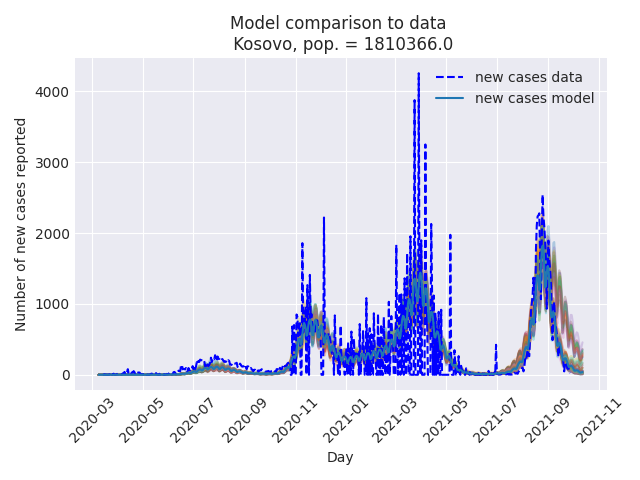 Model comparison to data
Kosovo, pop. = 1810366.0
new cases data
new cases model
Number of new cases reported
4000
3000
2000
1000
0
2020-03
2020-05
2020-07
2020-09
2020-11
2021-01
2021-03
2021-05
2021-07
2021-09
2021-11
Day